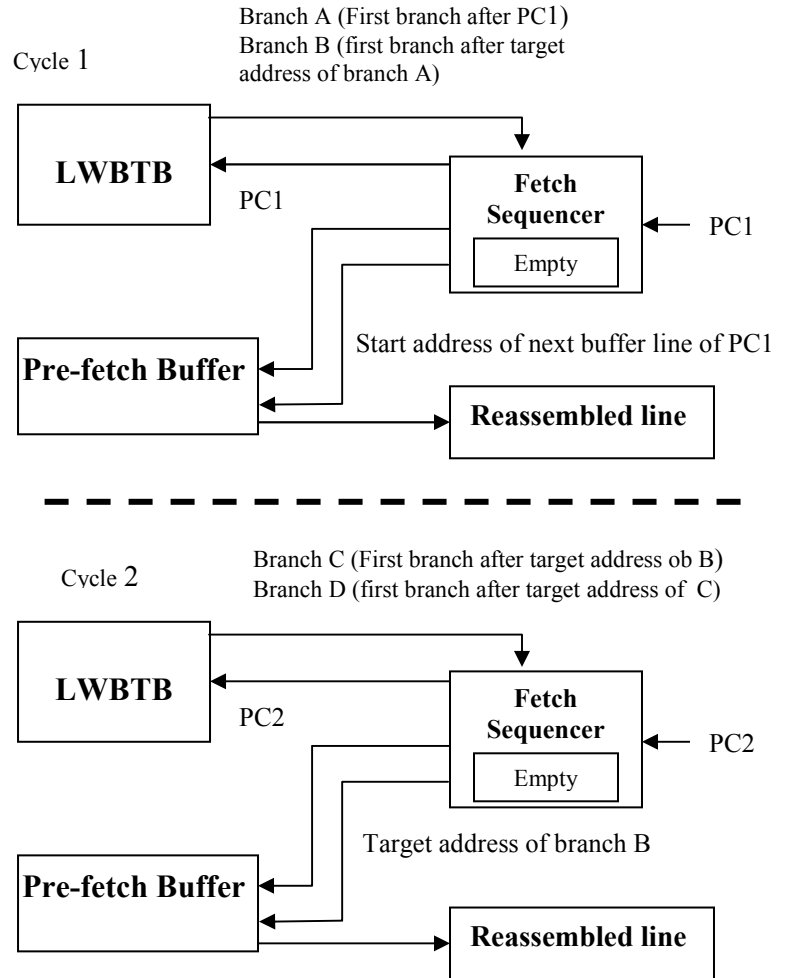 Branch A (First branch after PC1)
Branch B (first branch after target
address of branch A)
Cycle 1
LWBTB
PC1
Fetch
Sequencer
Empty
PC1
Start address of next buffer line of PC1
Pre-fetch Buffer
Reassembled line
Branch C (First branch after target address ob B)
Branch D (first branch after target address of C)
Cycle 2
LWBTB
PC2
Fetch
Sequencer
Empty
PC2
Target address of branch B
Pre-fetch Buffer
Reassembled line